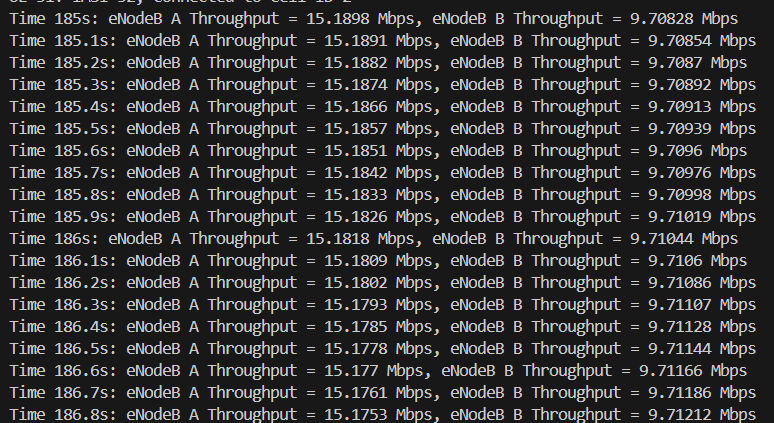 Time 185s: eNodeB A Throughput = 15.1898 Mbps, eNodeB B Throughput = 9.70828 Mbps
Time 185.1s: eNodeB A Throughput = 15.1891 Mbps, eNodeB B Throughput = 9.70854 Mbps
Time 185.2s: eNodeB A Throughput = 15.1882 Mbps, eNodeB B Throughput = 9.7087 Mbps
Time 185.3s: eNodeB A Throughput = 15.1874 Mbps, eNodeB B Throughput = 9.70892 Mbps
Time 185.4s: eNodeB A Throughput = 15.1866 Mbps, eNodeB B Throughput = 9.70913 Mbps
Time 185.5s: eNodeB A Throughput = 15.1857 Mbps, eNodeB B Throughput = 9.70939 Mbps
Time 185.6s: eNodeB A Throughput = 15.1851 Mbps, eNodeB B Throughput = 9.7096 Mbps
Time 185.7s: eNodeB A Throughput = 15.1842 Mbps, eNodeB B Throughput = 9.70976 Mbps
Time 185.8s: eNodeB A Throughput = 15.1833 Mbps, eNodeB B Throughput = 9.70998 Mbps
Time 185.9s: eNodeB A Throughput = 15.1826 Mbps, eNodeB B Throughput = 9.71019 Mbps
Time 186s: eNodeB A Throughput = 15.1818 Mbps, eNodeB B Throughput = 9.71044 Mbps
Time 186.1s: eNodeB A Throughput = 15.1809 Mbps, eNodeB B Throughput = 9.7106 Mbps
Time 186.2s: eNodeB A Throughput = 15.1802 Mbps, eNodeB B Throughput = 9.71086 Mbps
Time 186.3s: eNodeB A Throughput = 15.1793 Mbps, eNodeB B Throughput = 9.71107 Mbps
Time 186.4s: eNodeB A Throughput = 15.1785 Mbps, eNodeB B Throughput = 9.71128 Mbps
Time 186.5s: eNodeB A Throughput = 15.1778 Mbps, eNodeB B Throughput = 9.71144 Mbps
Time 186.6s: eNodeB A Throughput = 15.177 Mbps, eNodeB B Throughput = 9.71166 Mbps
Time 186.7s: eNodeB A Throughput = 15.1761 Mbps, eNodeB B Throughput = 9.71186 Mbps
Time 186.8s: eNodeB A Throughput = 15.1753 Mbps, eNodeB B Throughput = 9.71212 Mbps